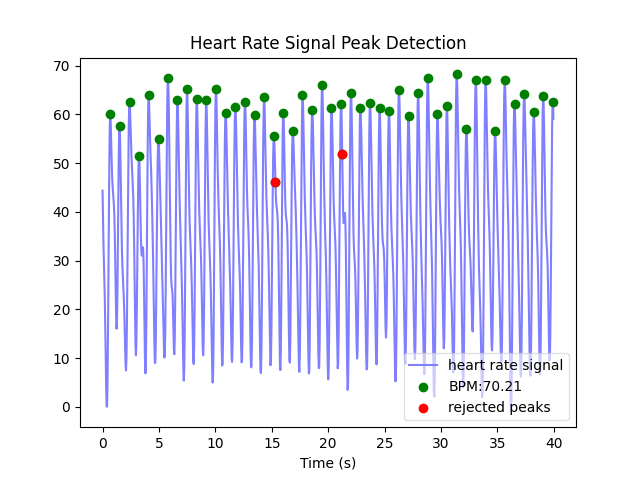 Heart Rate Signal Peak Detection
70
60
50
40
30
20
10
0
heart rate signal
BPM:70.21
rejected peaks
0 5 10 15 20 25 30 35 40
Time (s)